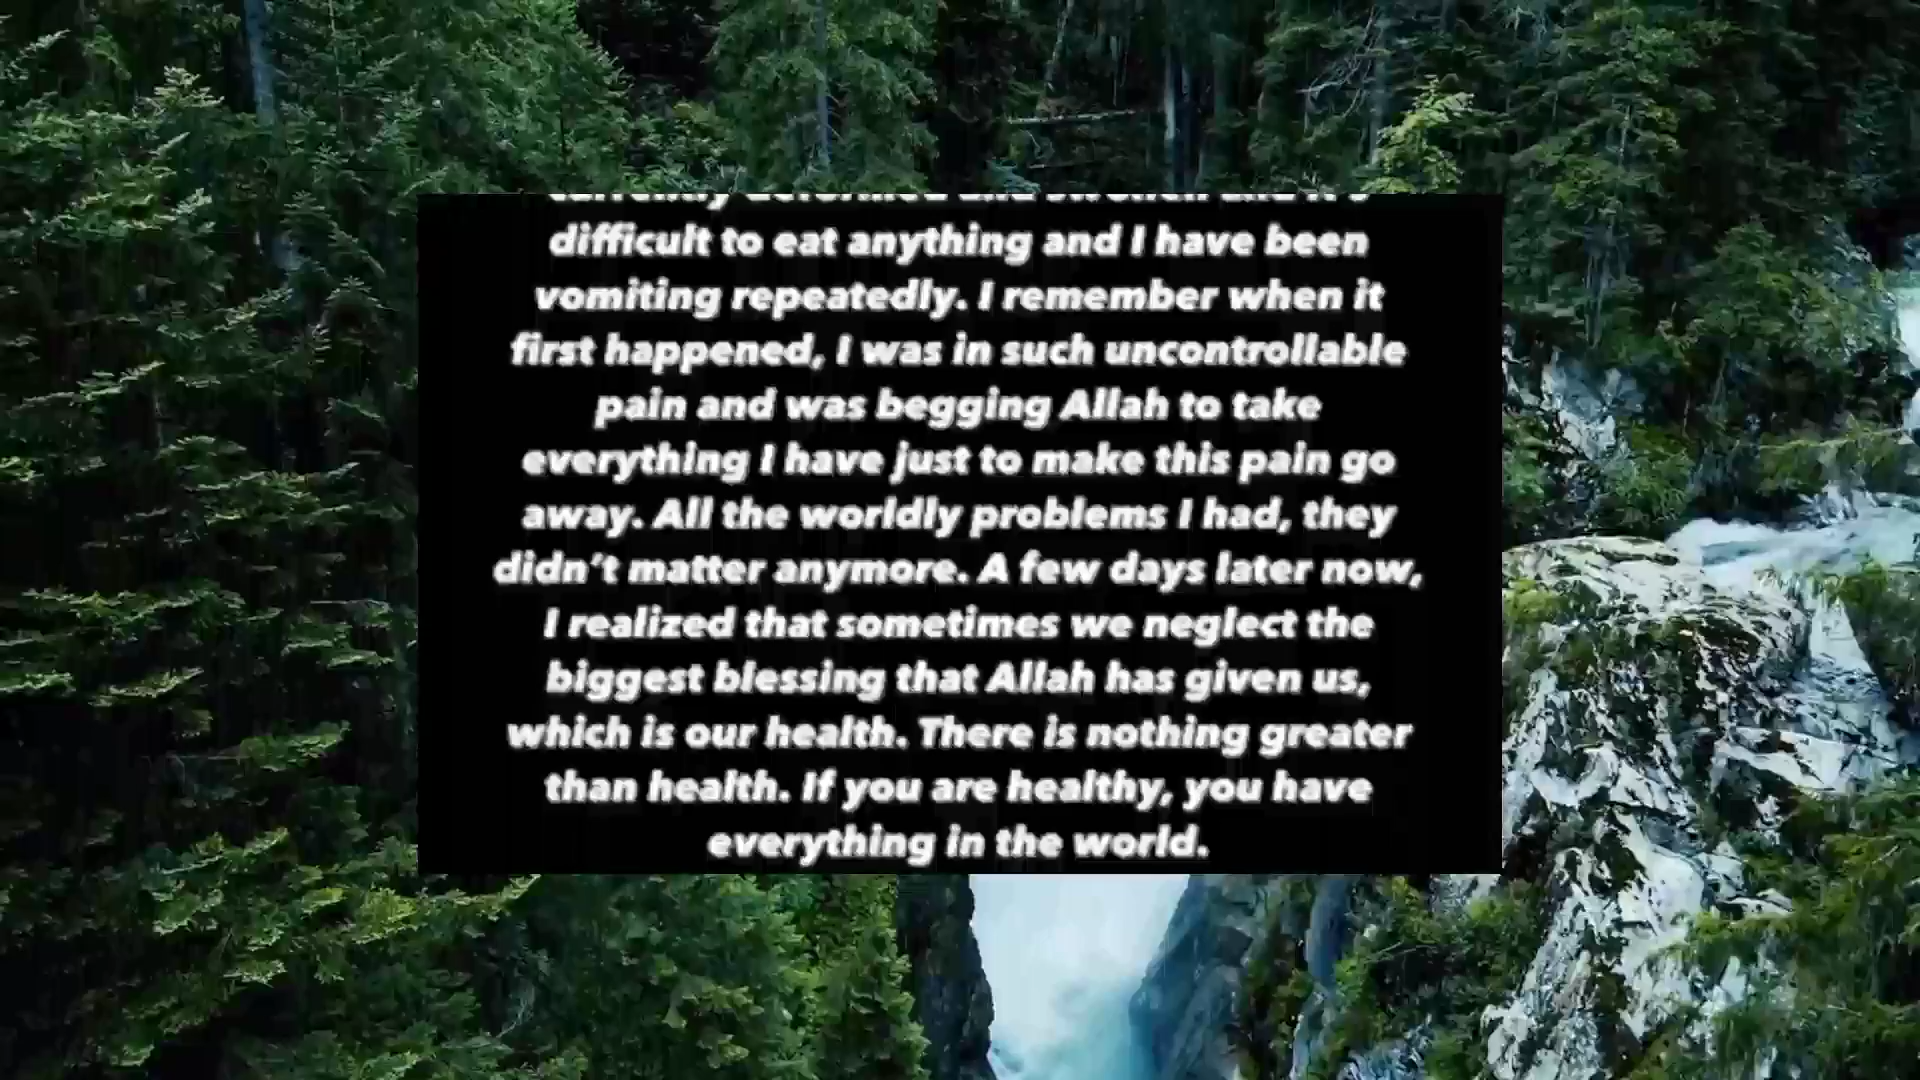 difficult to eat anything and I have been
vomiting repeatedly. I remember when it
first happened, I was in such uncontrollable
pain and was begging Allah to take
everything I have just to make this pain go
away. All the worldly problems I had, they
didn't matter anymore. A few days later now,
I realized that sometimes we neglect the
biggest blessing that Allah has given us,
which is our health. There is nothing greater
than health. If you are healthy, you have
everything in the world.